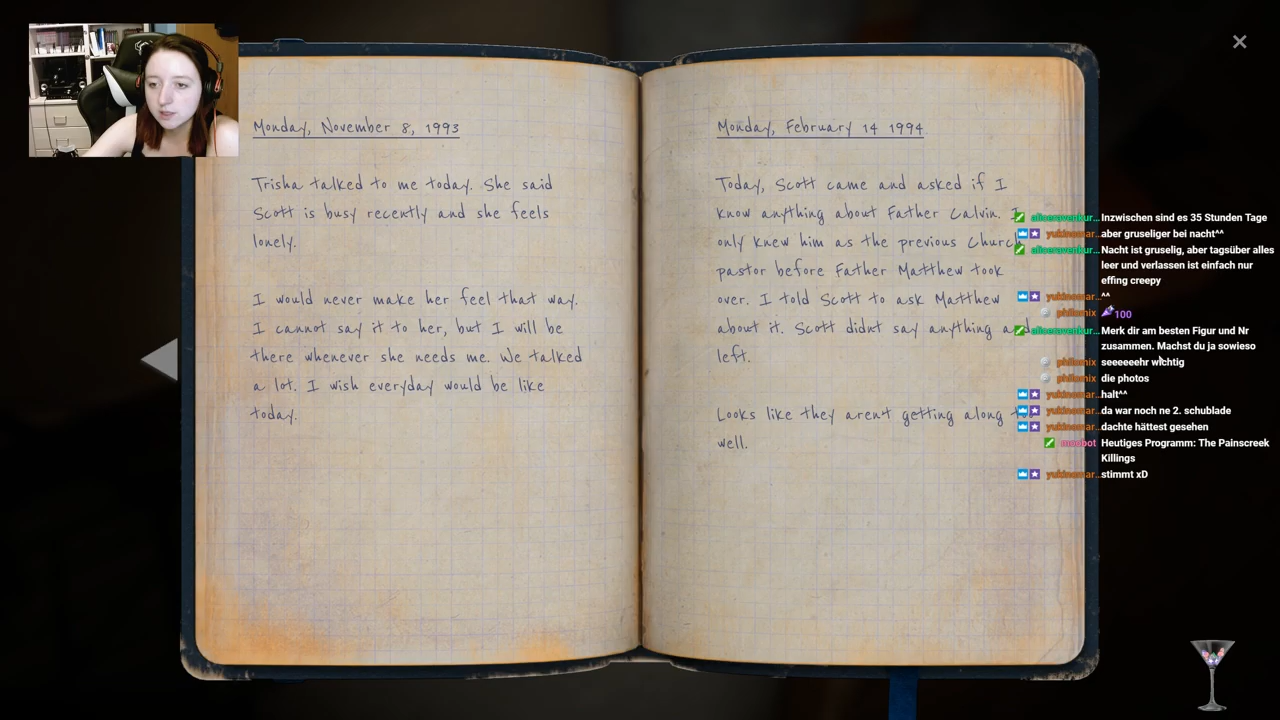 Monday, November 8, 1993
Trisha talked to me today. She said
Scott is busy recently and she feels
lonely.
I would never make her feel that way.
I cannot say it to her, but I will be
there whenever she needs me. We talked
a lot. I wish everyday would be like
today.
Monday, February 14 1994
Today, Scott came and asked if I
know anything about Father Calvin. I
only knew him as the previous church
pastor before Father Matthew took
over. I told Scott to ask Matthew
about it. Scott didnt say anything and
left.
Looks like they arent getting along too
well.
Inzwischen sind es 35 Stunden Tage
aber gruseliger bei nacht^^
Nacht ist gruselig, aber tagsüber alles
leer und verlassen ist einfach nur
effing creepy
^^
philomix 100
Merk dir am besten Figur und Nr
zusammen. Machst du ja sowieso
philomix seeeeeehr wichtig
philomix die photos
halt^^
da war noch ne 2. schublade
dachte hättest gesehen
moobot Heutiges Programm: The Painscreek
Killings
stimmt xD